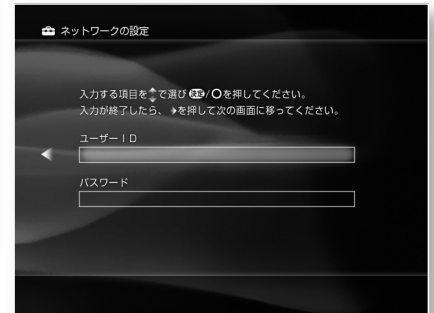 ネットワークの設定
入力する項目を で選び 決定/○を押してください。
入力が終了したら、→を押して次の画面に移ってください。
ユーザーID
パスワード